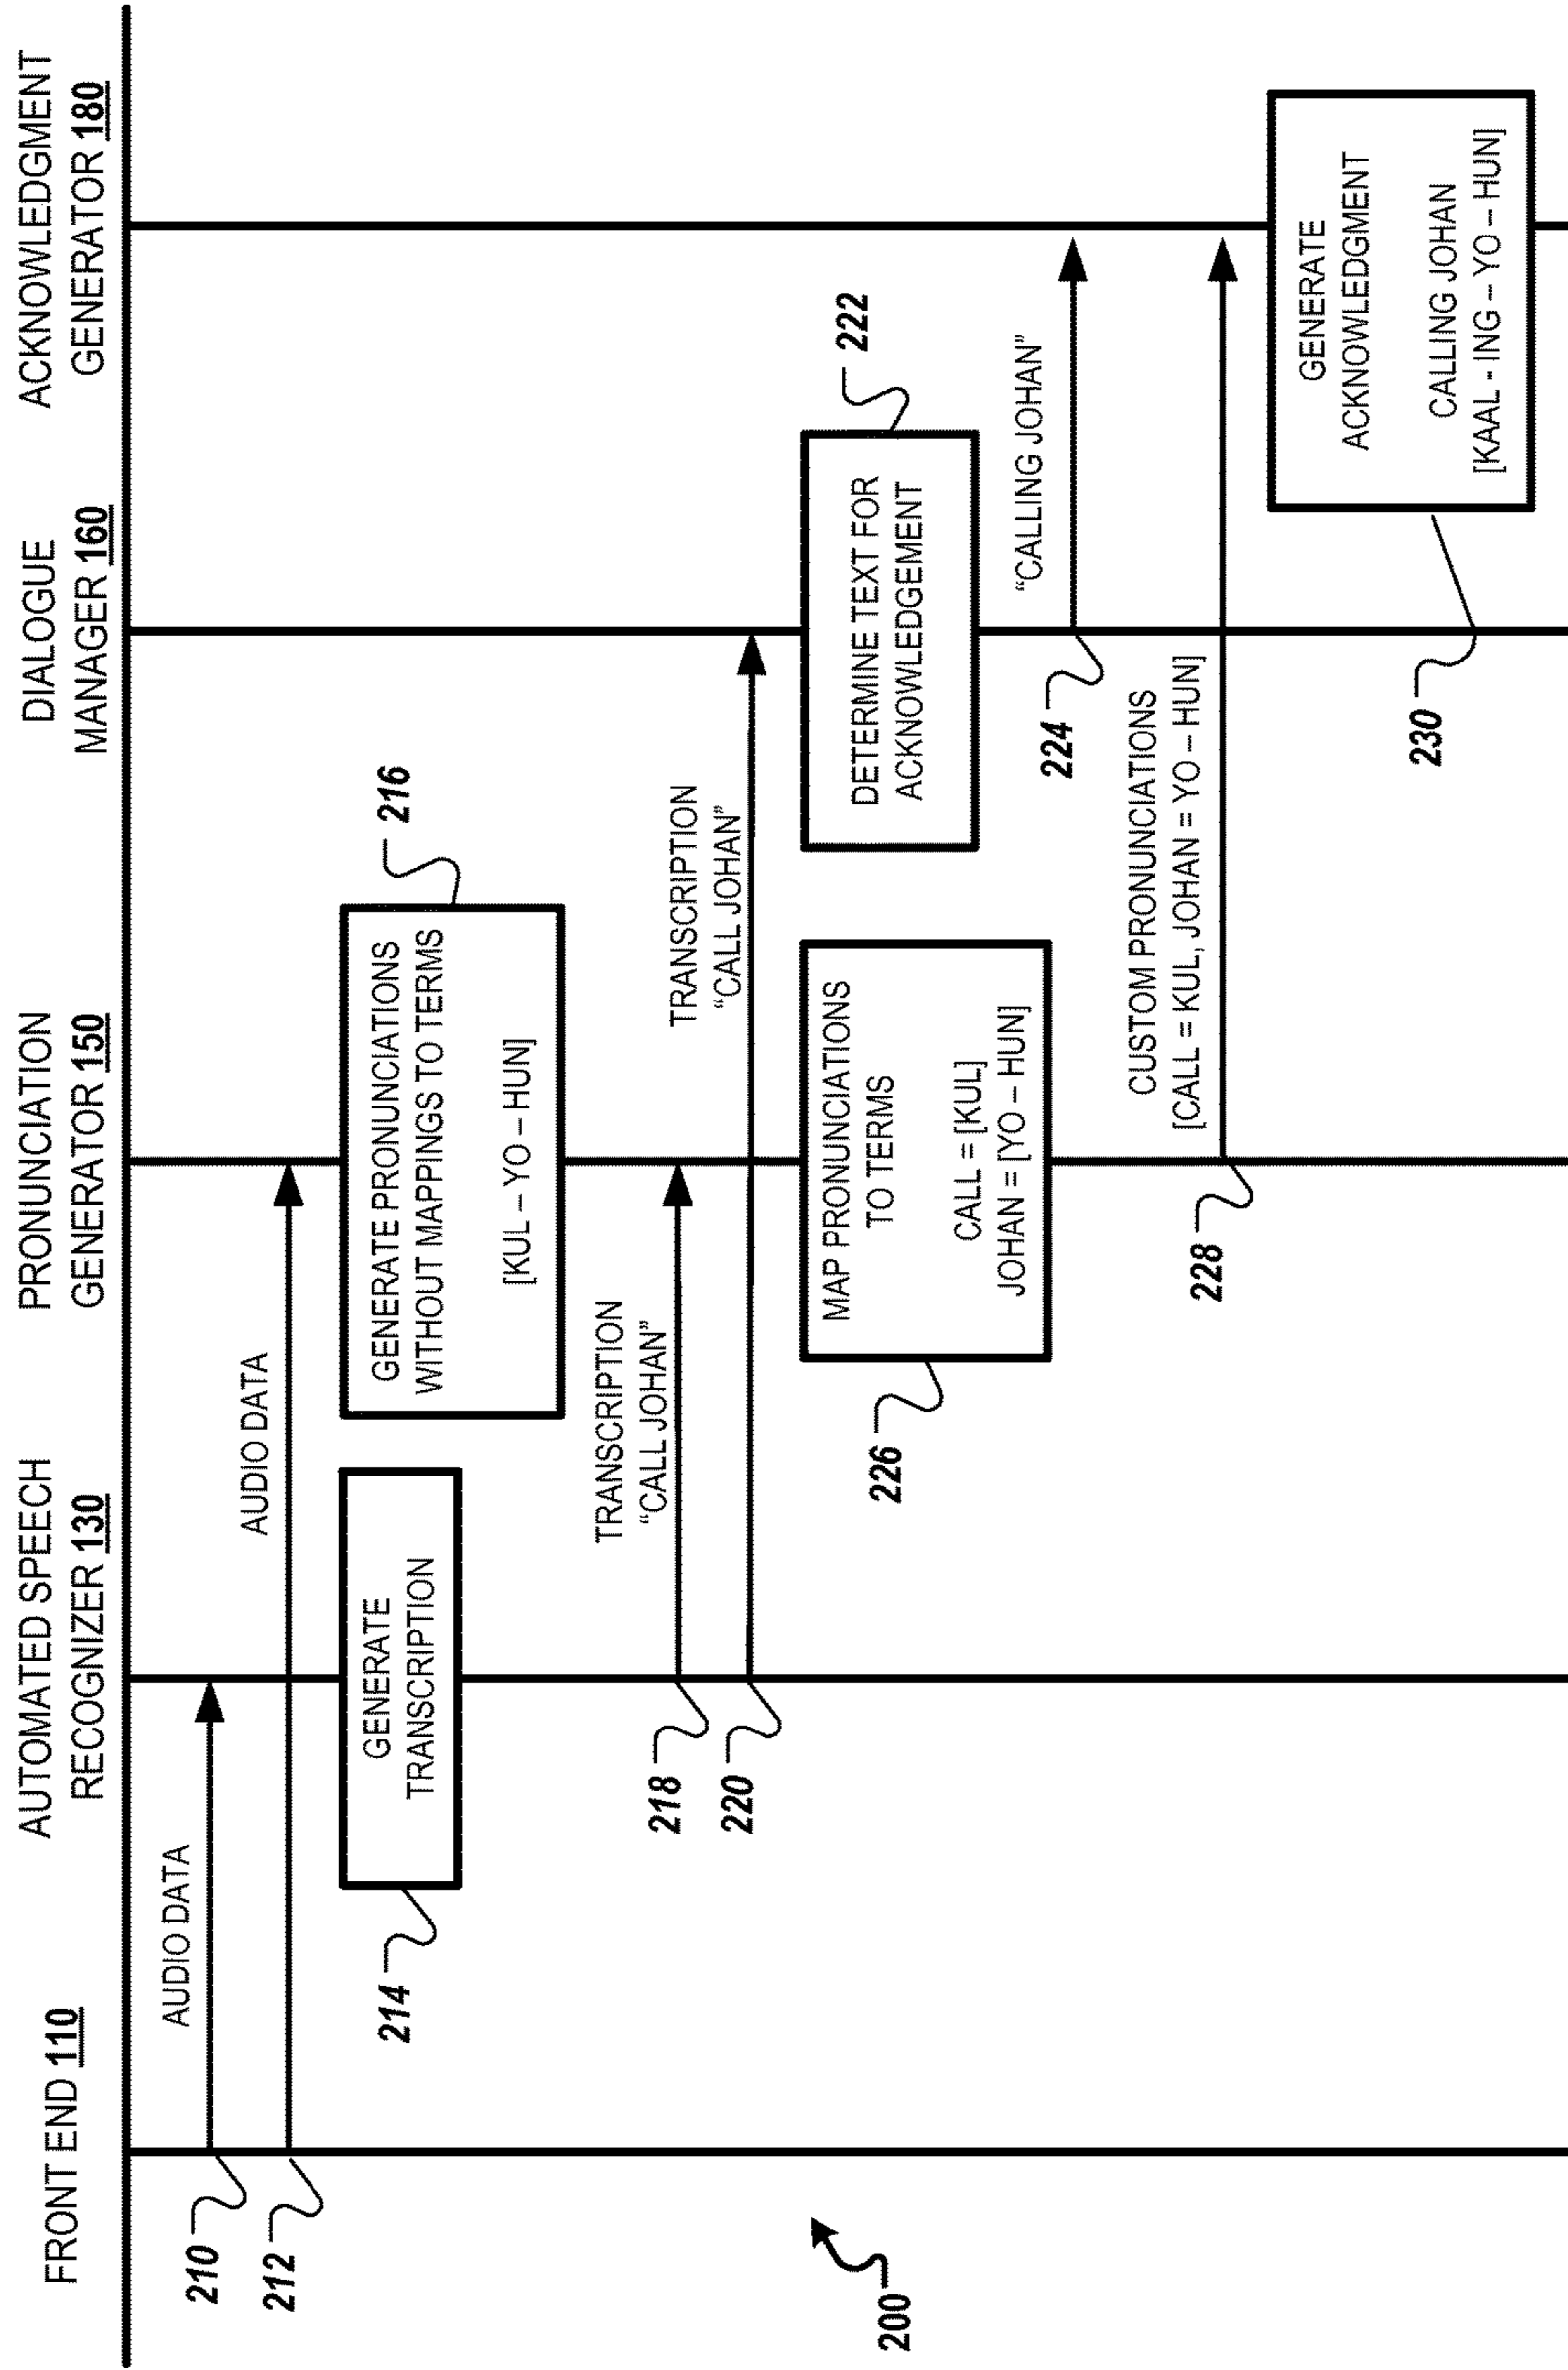 FRONT END 110
AUTOMATED SPEECH
RECOGNIZER 130
PRONUNCIATION
GENERATOR 150
DIALOGUE
MANAGER 160
ACKNOWLEDGMENT
GENERATOR 180
210
AUDIO DATA
212
AUDIO DATA
214
GENERATE
TRANSCRIPTION
GENERATE PRONUNCIATIONS
WITHOUT MAPPINGS TO TERMS
[KUL – YO – HUN]
216
218
TRANSCRIPTION
“CALL JOHAN”
220
TRANSCRIPTION
“CALL JOHAN”
DETERMINE TEXT FOR
ACKNOWLEDGEMENT
222
226
MAP PRONUNCIATIONS
TO TERMS
CALL = [KUL]
JOHAN = [YO – HUN]
224
“CALLING JOHAN”
228
CUSTOM PRONUNCIATIONS
[CALL = KUL, JOHAN = YO – HUN]
230
GENERATE
ACKNOWLEDGMENT
CALLING JOHAN
[KAAL - ING – YO – HUN]
200